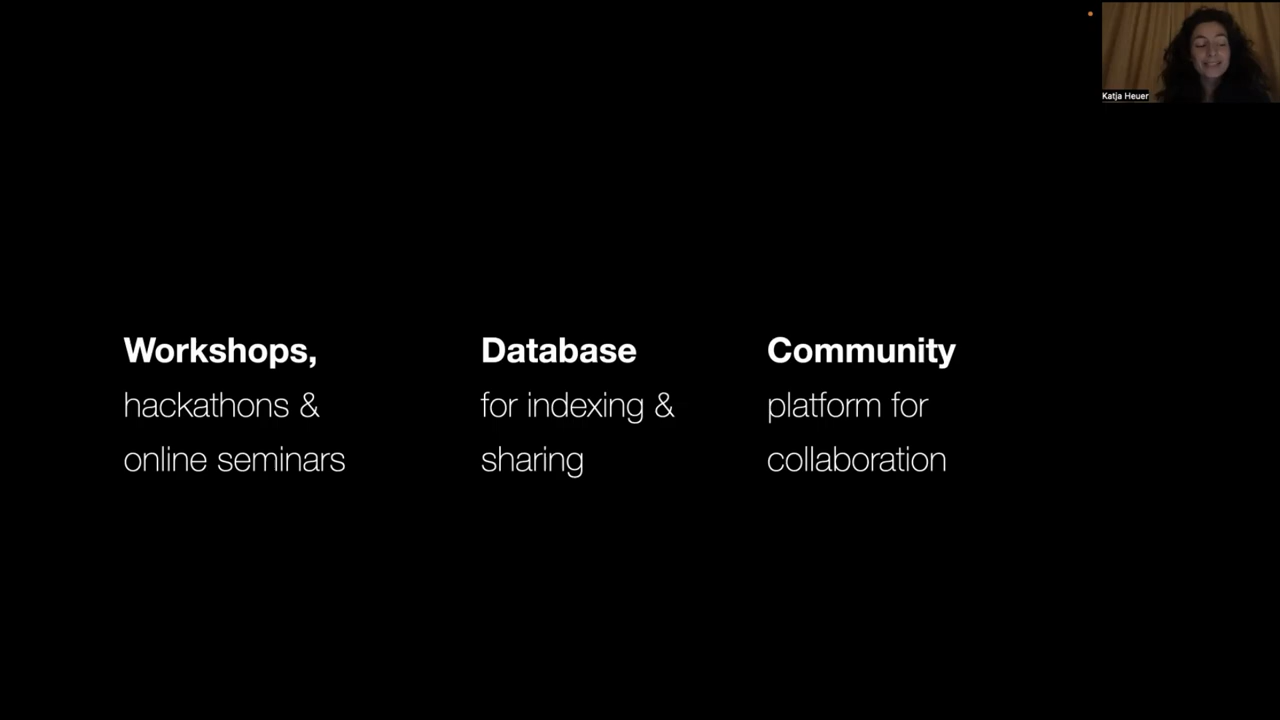 Katja Heuer
Workshops,
hackathons &
online seminars
Database
for indexing &
sharing
Community
platform for
collaboration